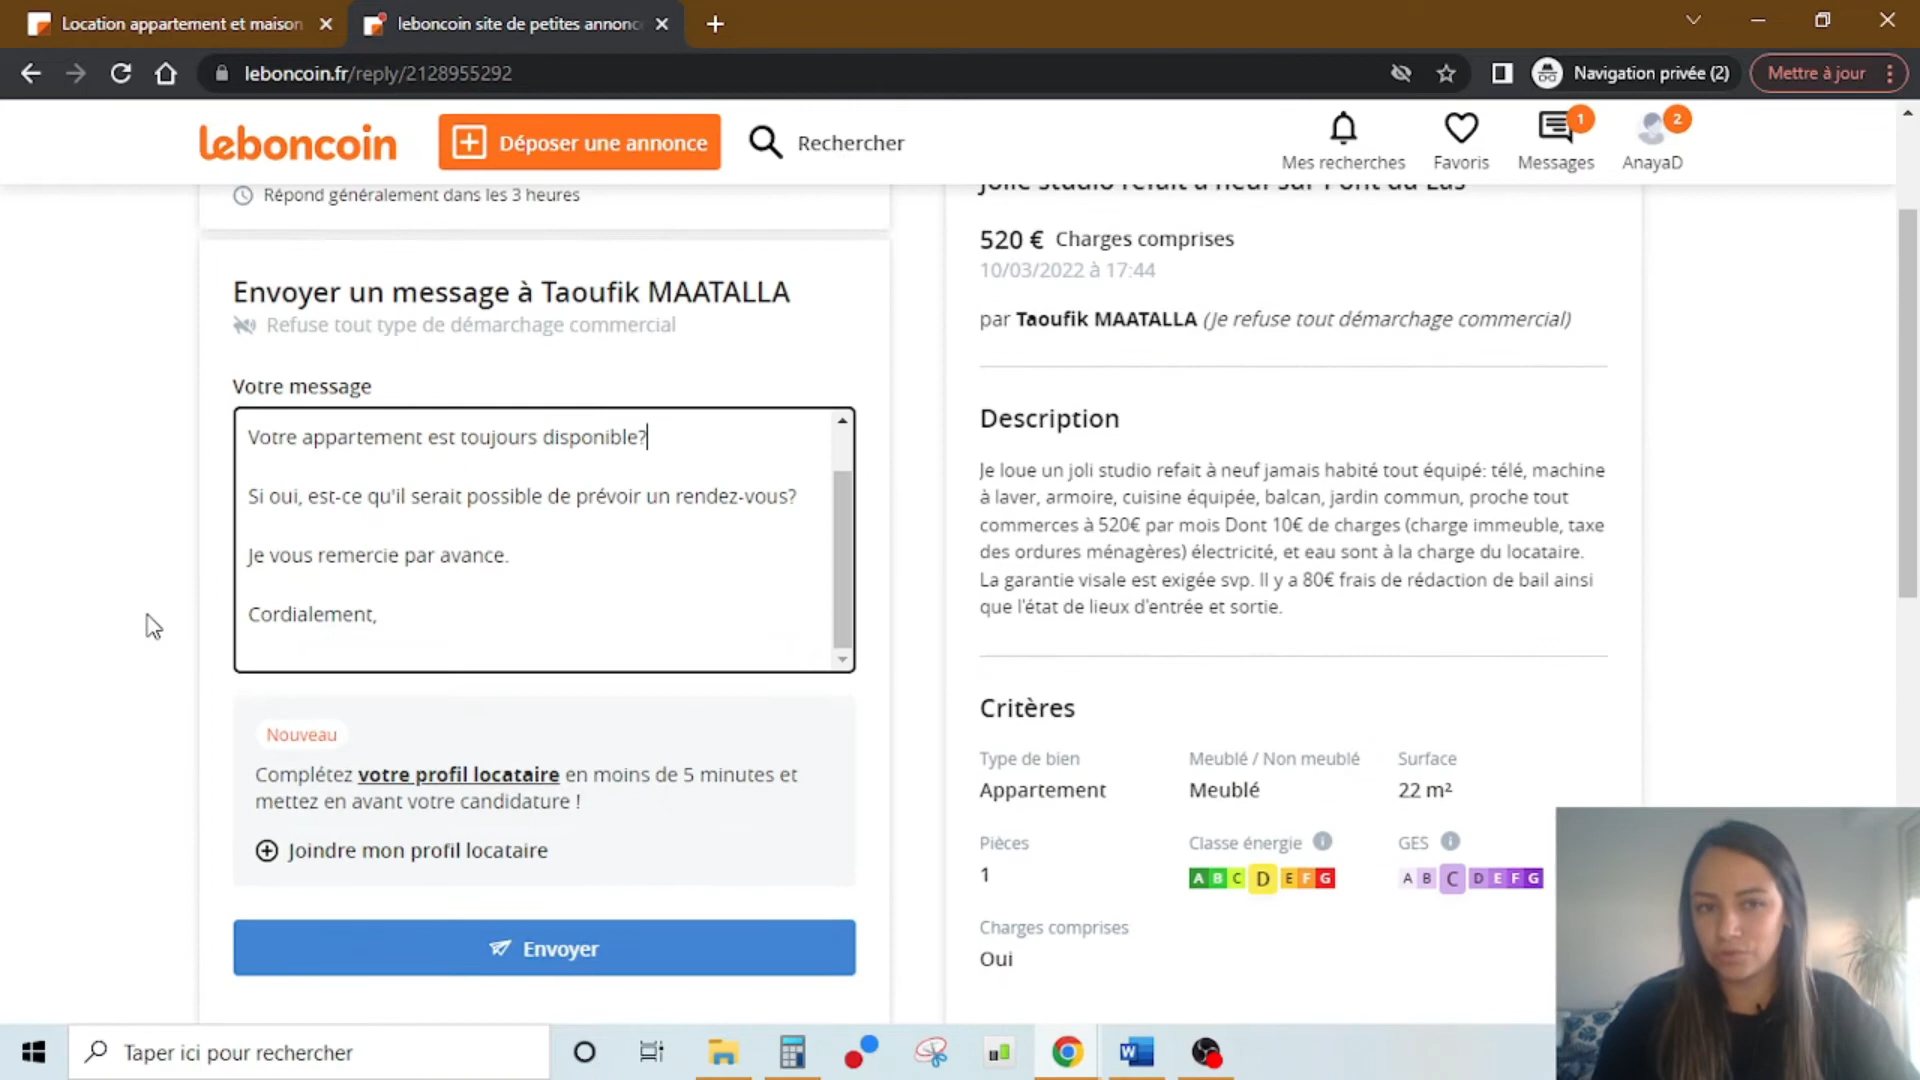 Location appartement et maison
leboncoin site de petites annonc
leboncoin.fr/reply/2128955292
Navigation privée (2)
Mettre à jour
leboncoin
Déposer une annonce
Rechercher
Mes recherches
Favoris
1
Messages
2
AnayaD
Répond généralement dans les 3 heures
Envoyer un message à Taoufik MAATALLA
Refuse tout type de démarchage commercial
Votre message
Votre appartement est toujours disponible?
Si oui, est-ce qu'il serait possible de prévoir un rendez-vous?
Je vous remercie par avance.
Cordialement,
Nouveau
Complétez votre profil locataire en moins de 5 minutes et
mettez en avant votre candidature !
Joindre mon profil locataire
Envoyer
Jolie studio refait à neuf sur Pont du Las
520 € Charges comprises
10/03/2022 à 17:44
par Taoufik MAATALLA (Je refuse tout démarchage commercial)
Description
Je loue un joli studio refait à neuf jamais habité tout équipé: télé, machine
à laver, armoire, cuisine équipée, balcan, jardin commun, proche tout
commerces à 520€ par mois Dont 10€ de charges (charge immeuble, taxe
des ordures ménagères) électricité, et eau sont à la charge du locataire.
La garantie visale est exigée svp. Il y a 80€ frais de rédaction de bail ainsi
que l'état de lieux d'entrée et sortie.
Critères
Type de bien
Appartement
Meublé / Non meublé
Meublé
Surface
22 m²
Pièces
1
Classe énergie
A B C D E F G
GES
A B C D E F G
Charges comprises
Oui
Taper ici pour rechercher